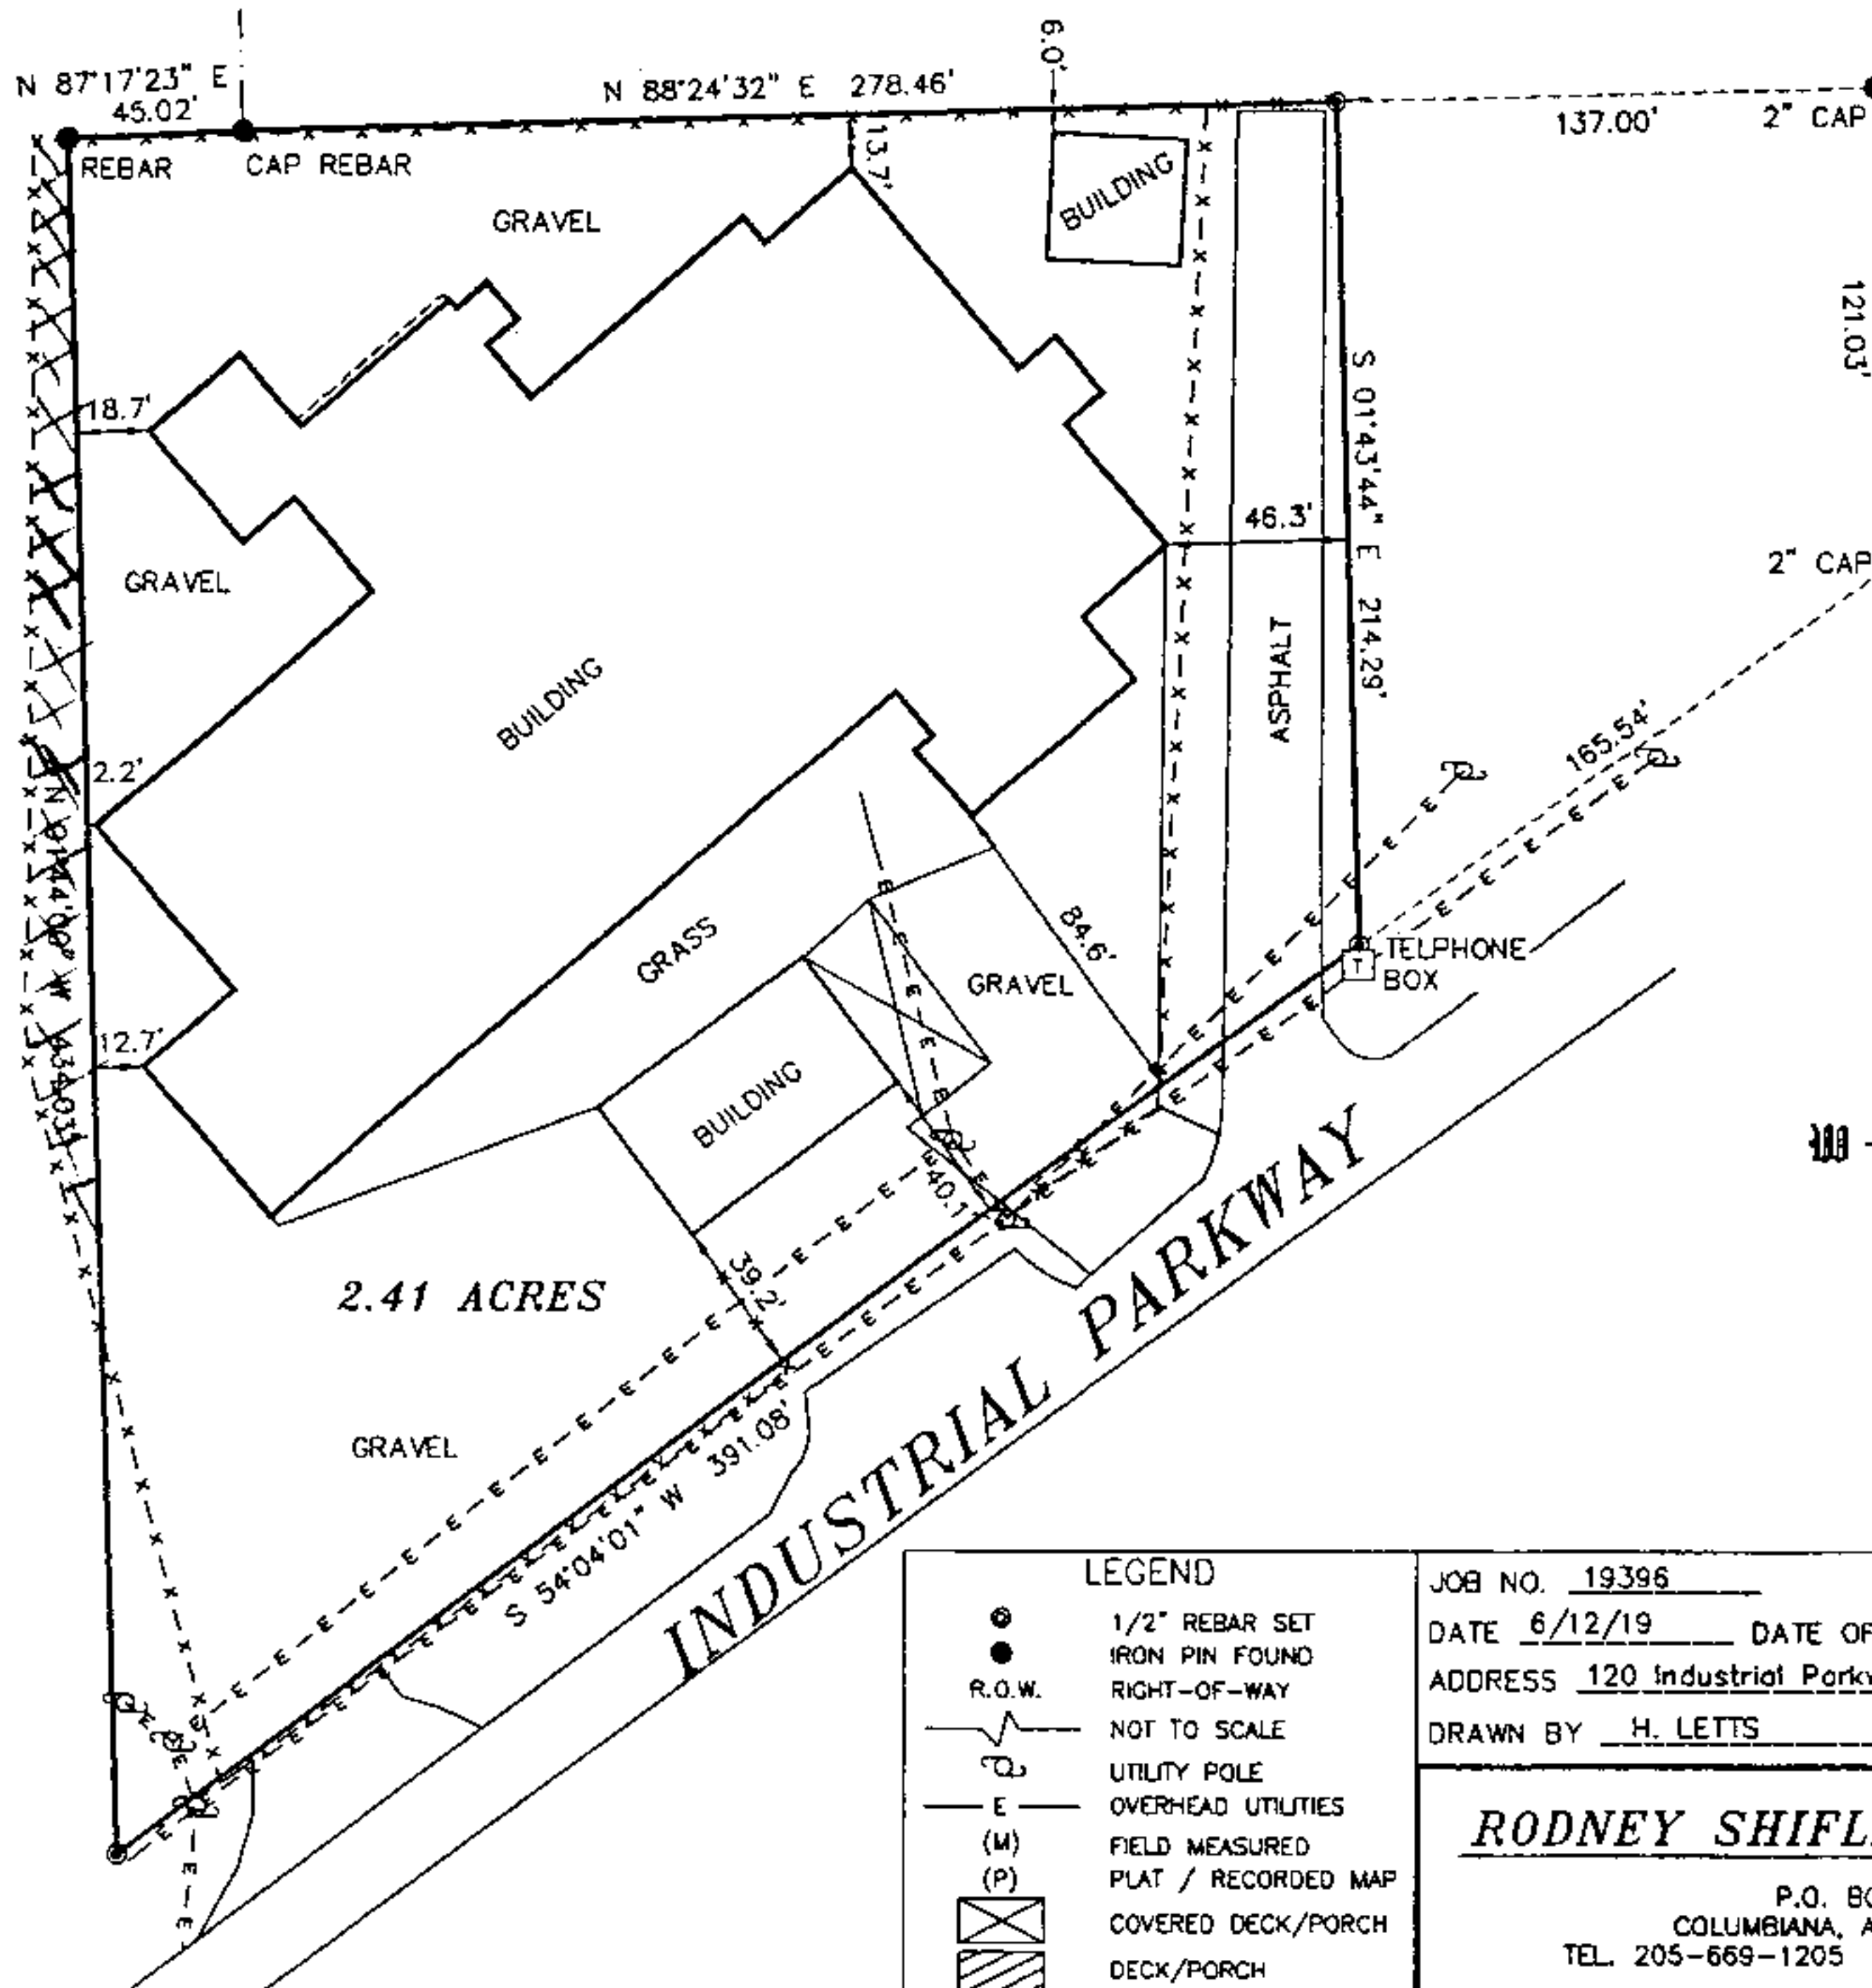 N 87°17'23" E
45.02'
N 88°24'32" E 278.46'
6.0'
137.00'
2" CAP
REBAR
CAP REBAR
13.7'
BUILDING
GRAVEL
121.03'
S 01°43'44" E 214.29'
18.7'
46.3'
2" CAP
GRAVEL
ASPHALT
BUILDING
165.54'
2.2'
GRASS
84.6'
GRAVEL
TELPHONE
BOX
T
12.7'
BUILDING
40.1'
39.2'
2.41 ACRES
GRAVEL
S 54°04'01" W 391.08'
INDUSTRIAL PARKWAY
W
LEGEND
1/2" REBAR SET
IRON PIN FOUND
R.O.W. RIGHT-OF-WAY
NOT TO SCALE
UTILITY POLE
E OVERHEAD UTILITIES
(M) FIELD MEASURED
(P) PLAT / RECORDED MAP
COVERED DECK/PORCH
DECK/PORCH
JOB NO. 19396
DATE 6/12/19 DATE OF
ADDRESS 120 Industrial Parkw
DRAWN BY H. LETTS
RODNEY SHIFL
P.O. BO
COLUMBIANA, A
TEL. 205-669-1205